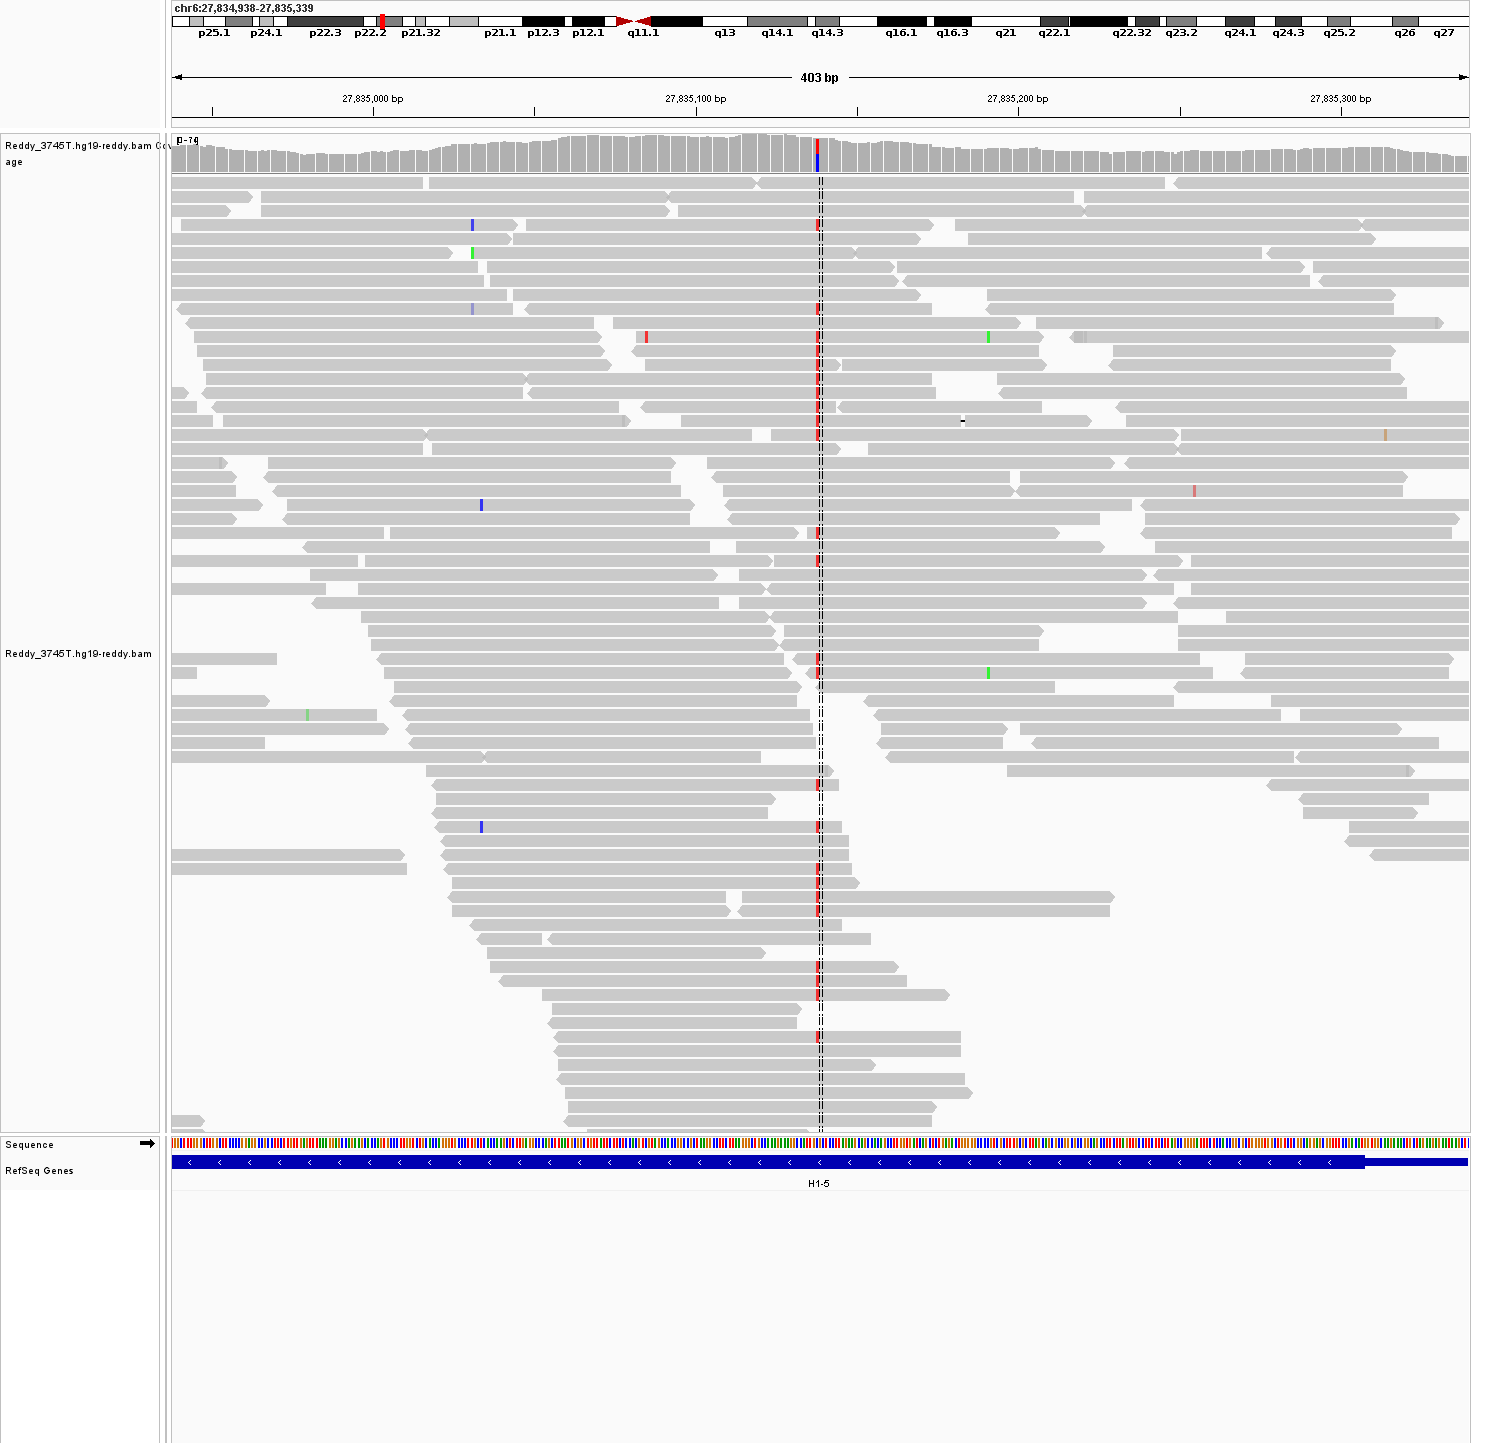 chr6:27,834,938-27,835,339
p25.1 p24.1 p22.3 p22.2 p21.32 p21.1 p12.3 p12.1 q11.1 q13 q14.1 q14.3 q16.1 q16.3 q21 q22.1 q22.32 q23.2 q24.1 q24.3 q25.2 q26 q27
403 bp
27,835,000 bp 27,835,100 bp 27,835,200 bp 27,835,300 bp
Reddy_3745T.hg19-reddy.bam Cov
age
Reddy_3745T.hg19-reddy.bam
Sequence
RefSeq Genes
H1-5